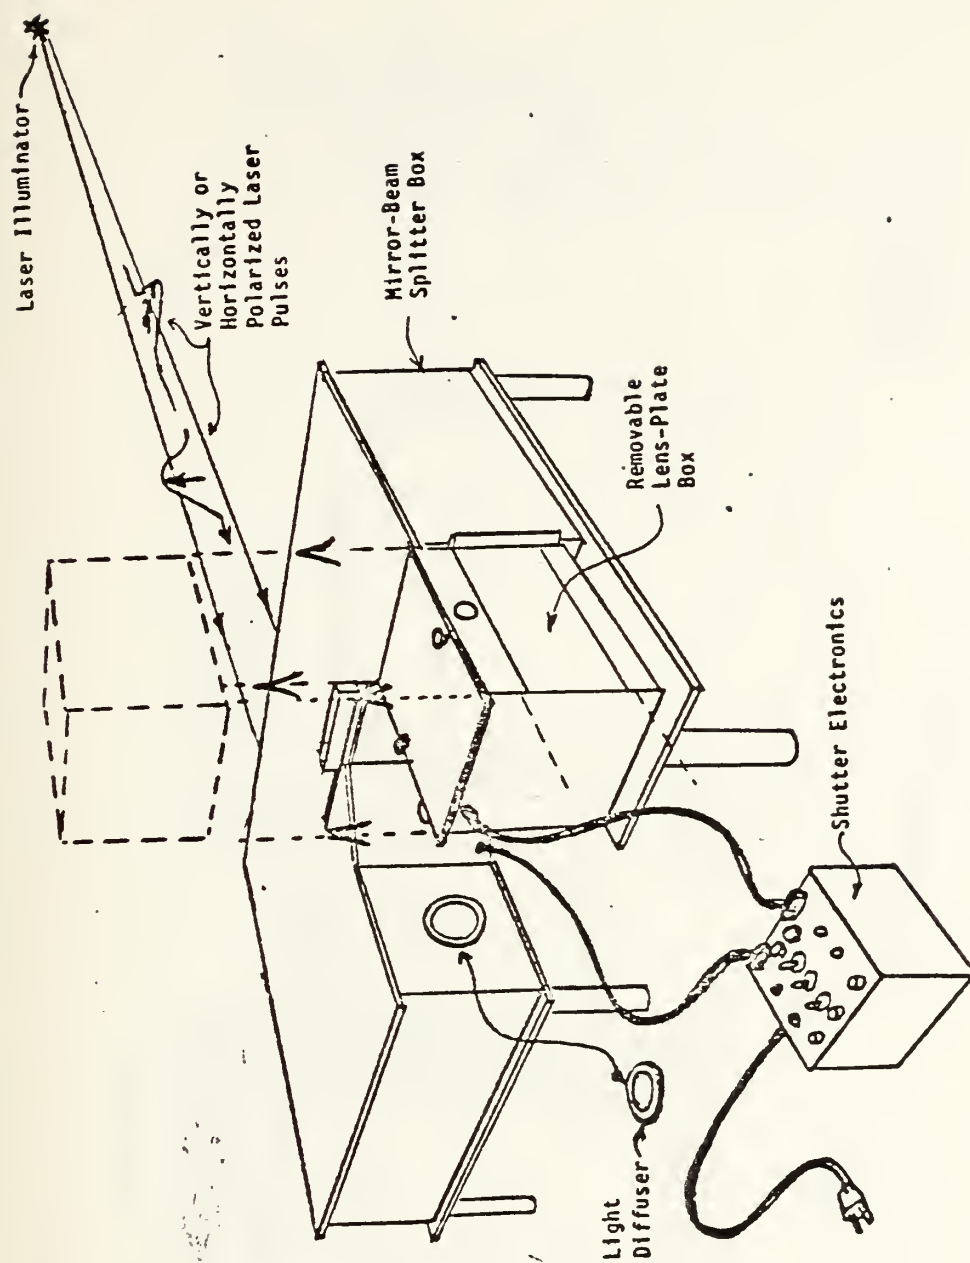 Laser Illuminator
Vertically or
Horizontally
Polarized Laser
Pulses
Mirror-Beam
Splitter Box
Removable
Lens-Plate
Box
Shutter Electronics
Light
Diffuser